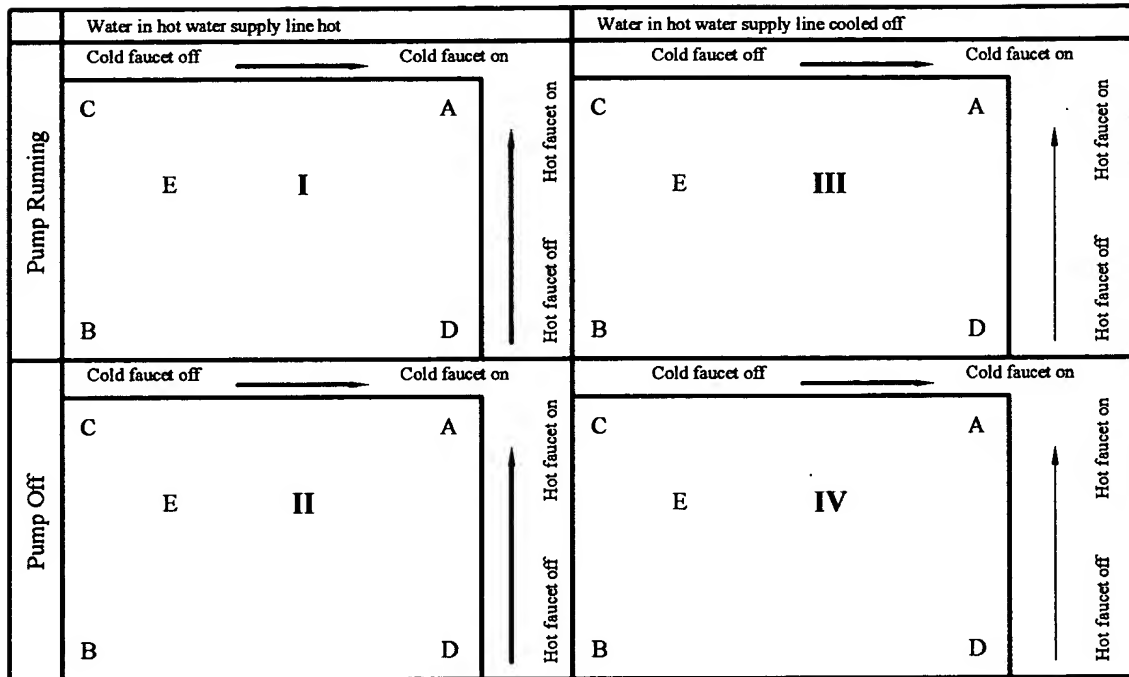 Water in hot water supply line hot
Water in hot water supply line cooled off
Pump Running
Cold faucet off
Cold faucet on
C
A
E
I
B
D
Hot faucet on
Hot faucet off
Cold faucet off
Cold faucet on
C
A
E
III
B
D
Hot faucet on
Hot faucet off
Pump Off
Cold faucet off
Cold faucet on
C
A
E
II
B
D
Hot faucet on
Hot faucet off
Cold faucet off
Cold faucet on
C
A
E
IV
B
D
Hot faucet on
Hot faucet off